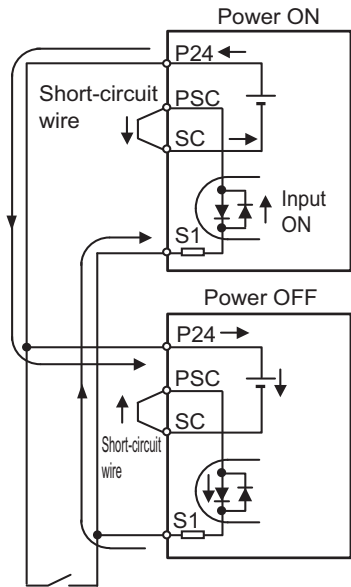 Power ON
P24
Short-circuit
wire
PSC
SC
Input
ON
S1
Power OFF
P24
PSC
SC
Short-circuit
wire
S1